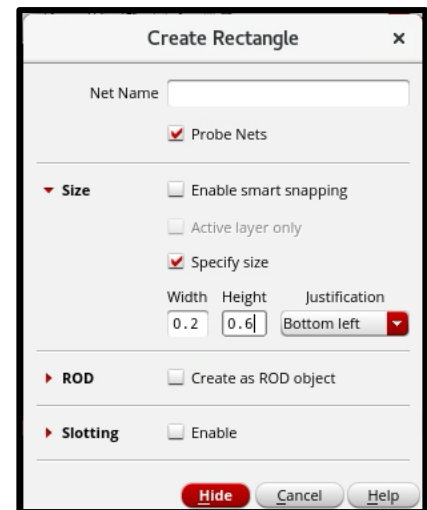 Create Rectangle ×
Net Name
Probe Nets
Size Enable smart snapping
Active layer only
Specify size
Width Height Justification
0.2 0.6 Bottom left
ROD Create as ROD object
Slotting Enable
Hide Cancel Help